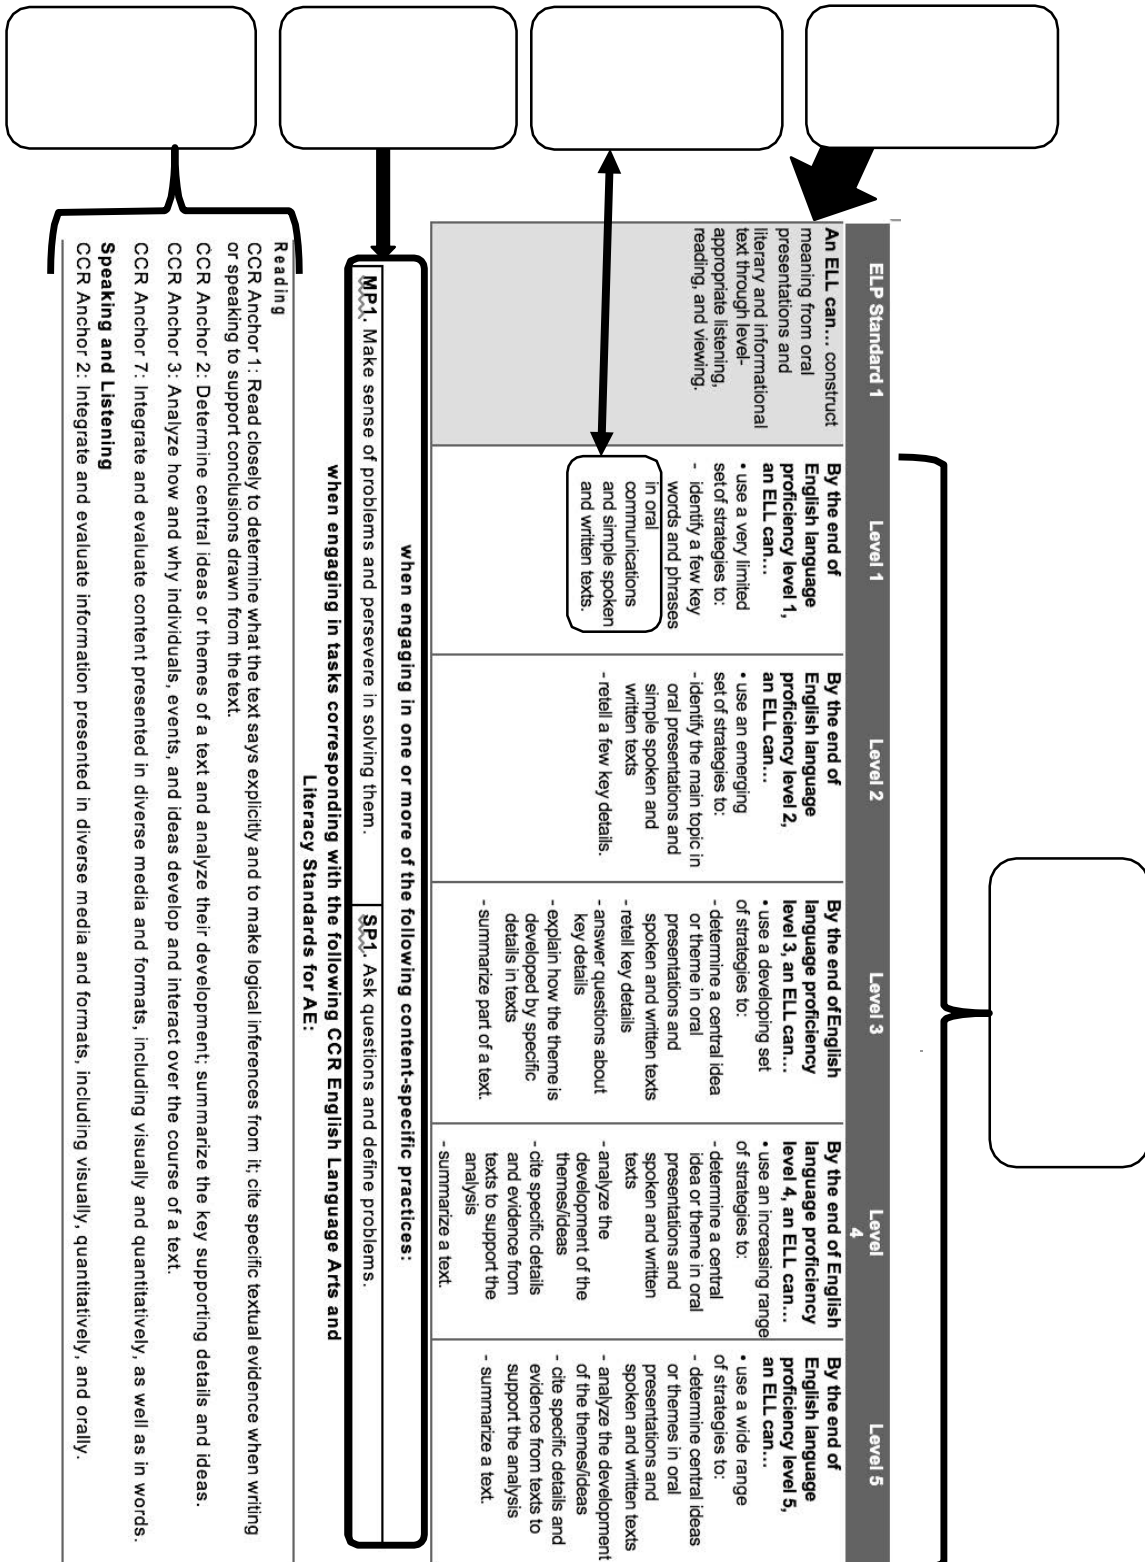 ELP Standard 1
Level 1
Level 2
Level 3
Level
4
Level 5
An ELL can... construct
meaning from oral
presentations and
literary and informational
text through level-
appropriate listening,
reading, and viewing.
By the end of
English language
proficiency level 1,
an ELL can...
• use a very limited
set of strategies to:
- identify a few key
words and phrases
in oral
communications
and simple spoken
and written texts.
By the end of
English language
proficiency level 2,
an ELL can...
• use an emerging
set of strategies to:
- identify the main topic in
oral presentations and
simple spoken and
written texts
- retell a few key details.
By the end of English
language proficiency
level 3, an ELL can...
• use a developing set
of strategies to:
- determine a central idea
or theme in oral
presentations and
spoken and written texts
- retell key details
- answer questions about
key details
- explain how the theme is
developed by specific
details in texts
- summarize part of a text.
By the end of English
language proficiency
level 4, an ELL can...
• use an increasing range
of strategies to:
- determine a central
idea or theme in oral
presentations and
spoken and written
texts
- analyze the
development of the
themes/ideas
- cite specific details
and evidence from
texts to support the
analysis
- summarize a text.
By the end of
English language
proficiency level 5,
an ELL can...
• use a wide range
of strategies to:
- determine central ideas
or themes in oral
presentations and
spoken and written texts
- analyze the development
of the themes/ideas
- cite specific details and
evidence from texts to
support the analysis
- summarize a text.
when engaging in one or more of the following content-specific practices:
MP1. Make sense of problems and persevere in solving them.
SP1. Ask questions and define problems.
when engaging in tasks corresponding with the following CCR English Language Arts and
Literacy Standards for AE:
Reading
CCR Anchor 1: Read closely to determine what the text says explicitly and to make logical inferences from it; cite specific textual evidence when writing
or speaking to support conclusions drawn from the text.
CCR Anchor 2: Determine central ideas or themes of a text and analyze their development; summarize the key supporting details and ideas.
CCR Anchor 3: Analyze how and why individuals, events, and ideas develop and interact over the course of a text.
CCR Anchor 7: Integrate and evaluate content presented in diverse media and formats, including visually and quantitatively, as well as in words.
Speaking and Listening
CCR Anchor 2: Integrate and evaluate information presented in diverse media and formats, including visually, quantitatively, and orally.